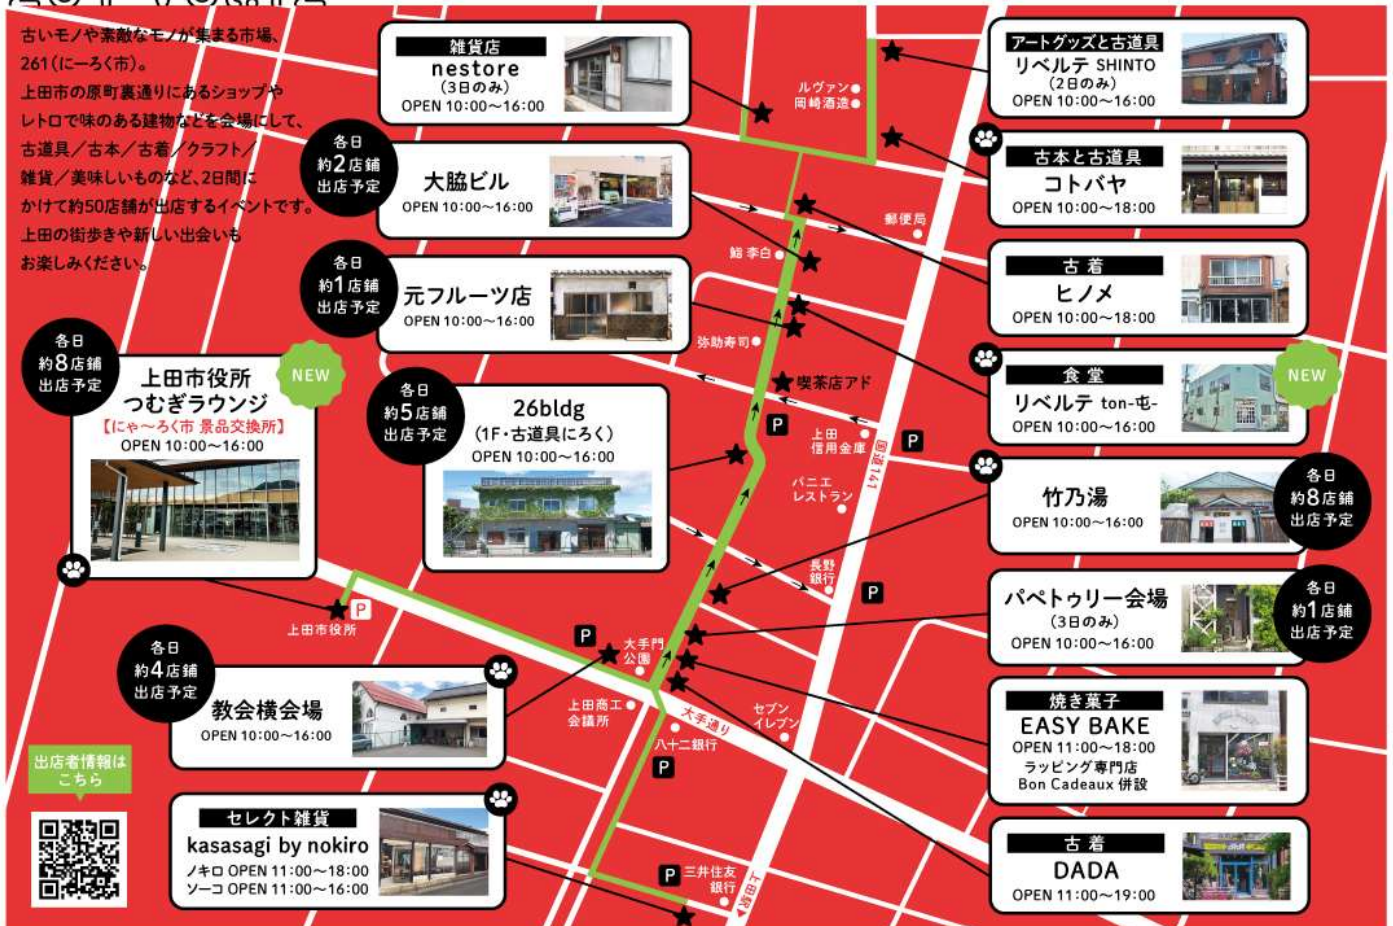 古いモノや素敵なモノが集まる市場、
261(にーろく市)。
上田市の原町裏通りにあるショップや
レトロで味のある建物などを会場にして、
古道具／古本／古着／クラフト／
雑貨／美味しいものなど、2日間に
かけて約50店舗が出店するイベントです。
上田の街歩きや新しい出会いも
お楽しみください。
雑貨店
nestore
(3日のみ)
OPEN 10:00〜16:00
各日
約2店舗
出店予定
大脇ビル
OPEN 10:00〜16:00
各日
約1店舗
出店予定
元フルーツ店
OPEN 10:00〜16:00
各日
約8店舗
出店予定
上田市役所
つむぎラウンジ
【にゃ〜ろく市 景品交換所】
OPEN 10:00〜16:00
NEW
各日
約5店舗
出店予定
26bldg
(1F・古道具にろく)
OPEN 10:00〜16:00
各日
約4店舗
出店予定
教会横会場
OPEN 10:00〜16:00
出店者情報は
こちら
セレクト雑貨
kasasagi by nokiro
ノキロ OPEN 11:00〜18:00
ソーコ OPEN 11:00〜16:00
ルヴァン
岡崎酒造
郵便局
鮨 李白
弥助寿司
喫茶店アド
P
上田
信用金庫
P
国道141
パニエ
レストラン
長野
銀行
P
P
上田市役所
P
大手門
公園
上田商工
会議所
大手通り
セブン
イレブン
八十二銀行
P
P
三井住友
銀行
上田駅
アートグッズと古道具
リベルテ SHINTO
(2日のみ)
OPEN 10:00〜16:00
古本と古道具
コトバヤ
OPEN 10:00〜18:00
古着
ヒノメ
OPEN 10:00〜18:00
食堂
リベルテ ton-屯-
OPEN 10:00〜16:00
NEW
竹乃湯
OPEN 10:00〜16:00
各日
約8店舗
出店予定
パペトゥリー会場
(3日のみ)
OPEN 10:00〜16:00
各日
約1店舗
出店予定
焼き菓子
EASY BAKE
OPEN 11:00〜18:00
ラッピング専門店
Bon Cadeaux 併設
古着
DADA
OPEN 11:00〜19:00